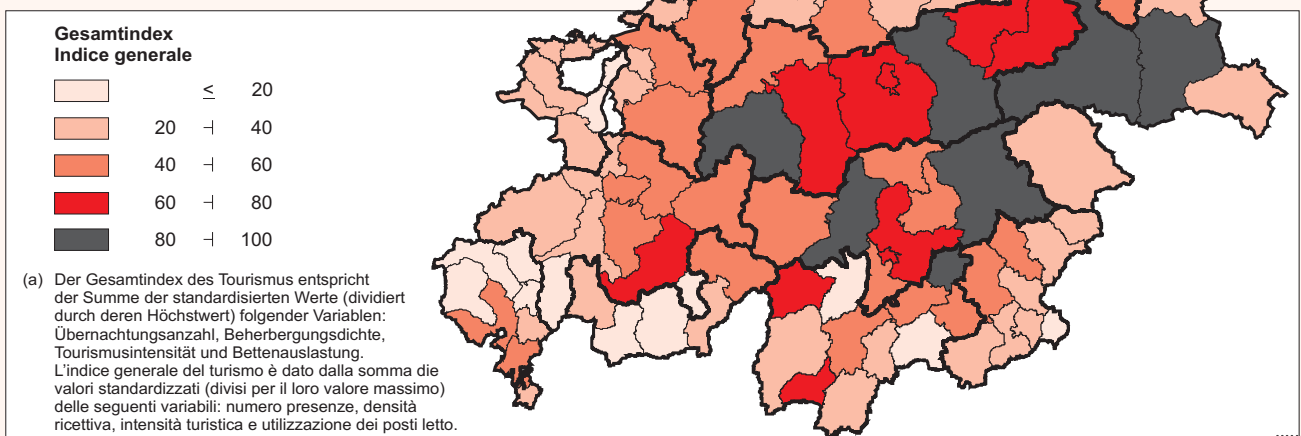 Gesamtindex
Indice generale
≤ 20
20 ⊣ 40
40 ⊣ 60
60 ⊣ 80
80 ⊣ 100
(a) Der Gesamtindex des Tourismus entspricht
der Summe der standardisierten Werte (dividiert
durch deren Höchstwert) folgender Variablen:
Übernachtungsanzahl, Beherbergungsdichte,
Tourismusintensität und Bettenauslastung.
L'indice generale del turismo è dato dalla somma die
valori standardizzati (divisi per il loro valore massimo)
delle seguenti variabili: numero presenze, densità
ricettiva, intensità turistica e utilizzazione dei posti letto.